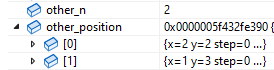 other_n 2
other_position 0x0000005f432fe390 {
[0] {x=2 y=2 step=0 ...}
[1] {x=1 y=3 step=0 ...}